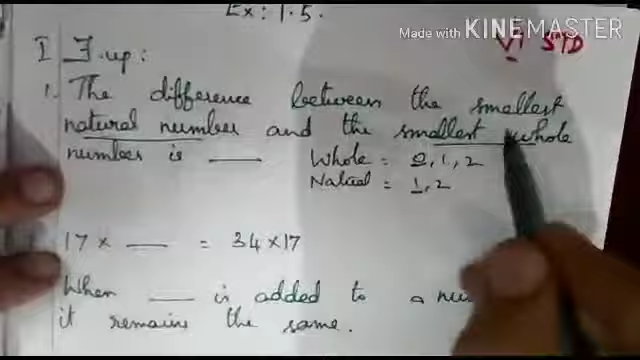 Ex: 1.5.
Made with KINEMASTER
VI STD
I F.up:
1. The difference between the smallest
natural number and the smallest whole
number is ____ Whole = 0, 1, 2
Natural = 1, 2
17 × ____ = 34 × 17
When ____ is added to a
it remains the same.